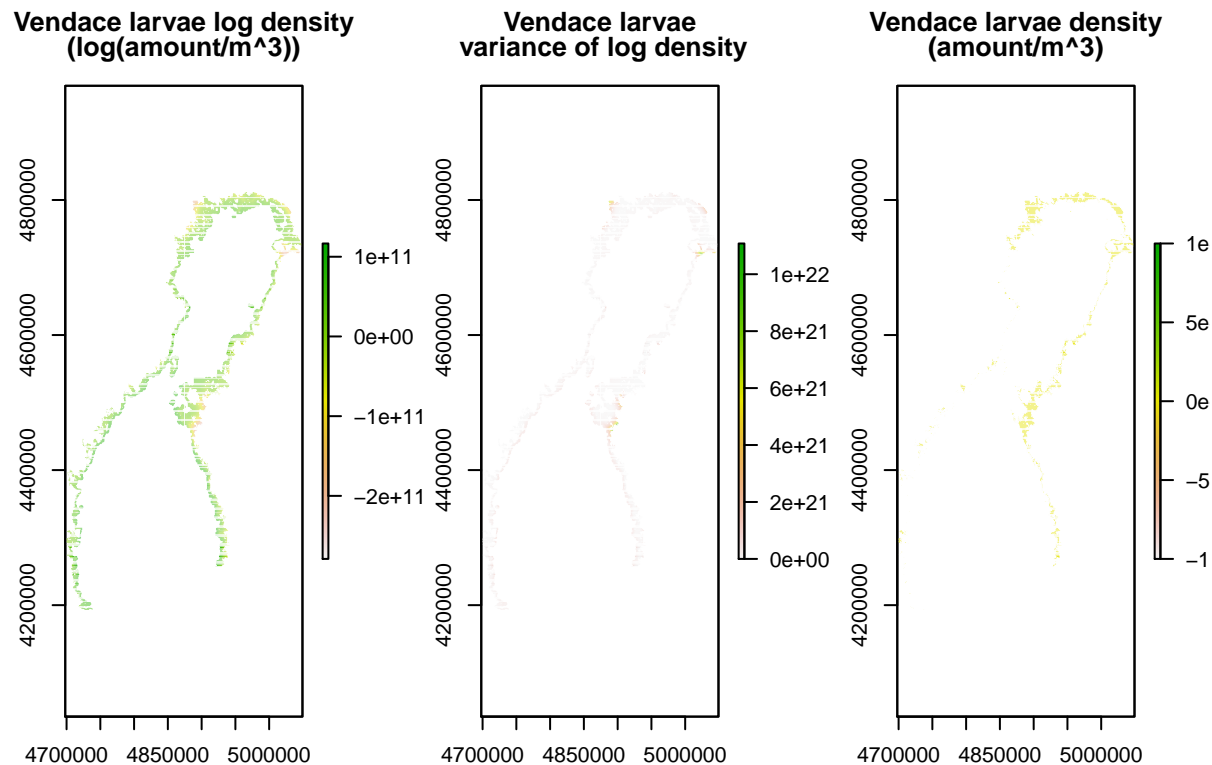 Vendace larvae log density
(log(amount/m^3))
4800000
4600000
4400000
4200000
4700000 4850000 5000000
1e+11
0e+00
−1e+11
−2e+11
Vendace larvae
variance of log density
4800000
4600000
4400000
4200000
4700000 4850000 5000000
1e+22
8e+21
6e+21
4e+21
2e+21
0e+00
Vendace larvae density
(amount/m^3)
4800000
4600000
4400000
4200000
4700000 4850000 5000000
1e
5e
0e
−5
−1